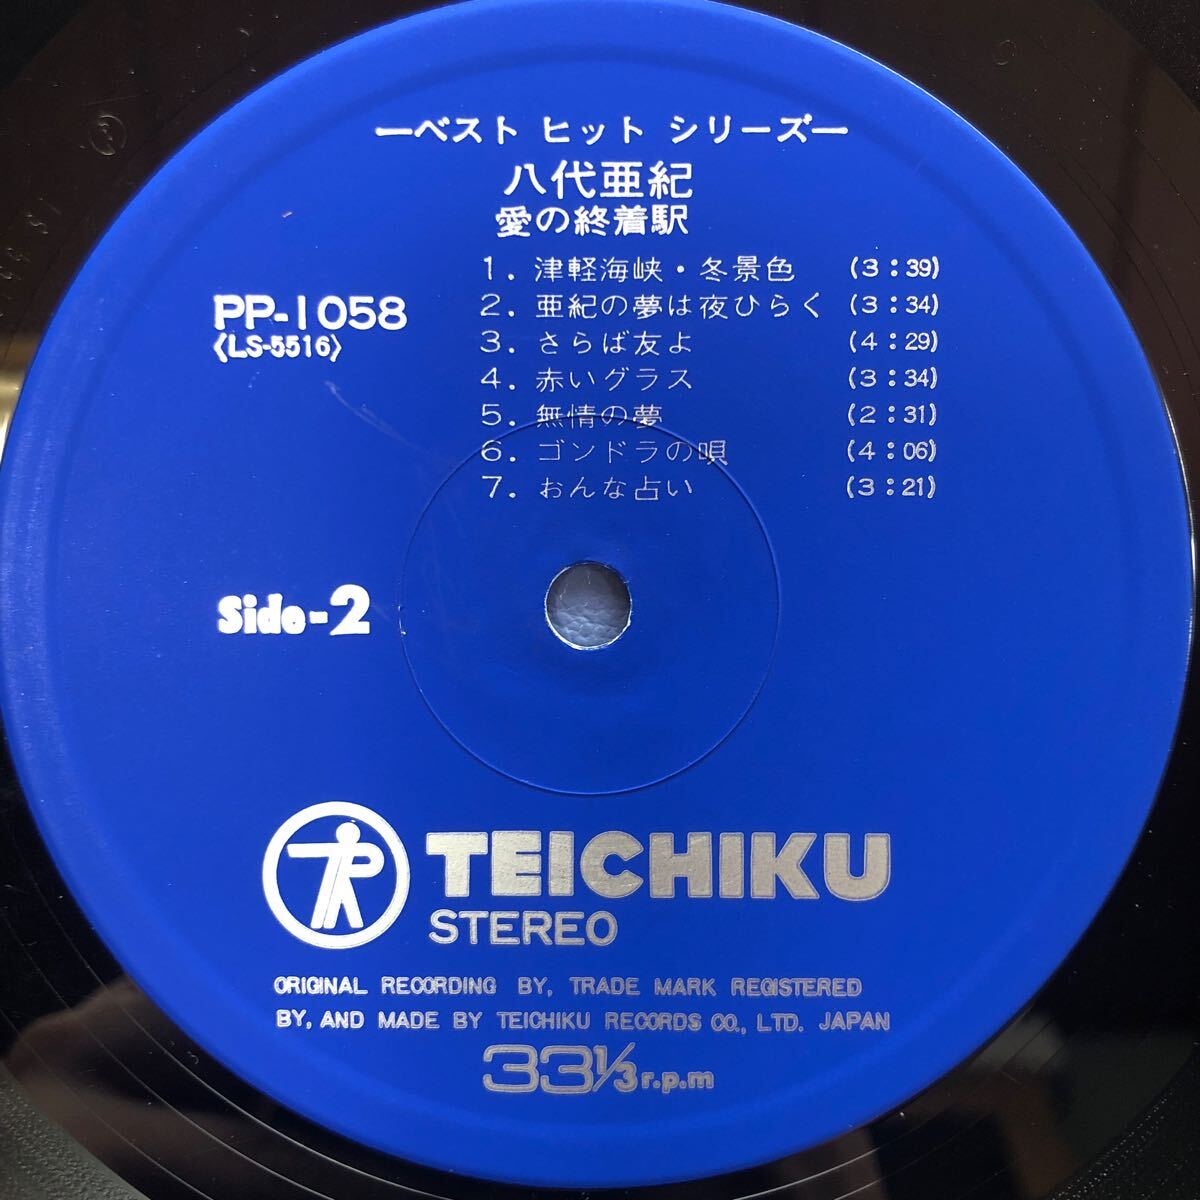 ーベスト ヒット シリーズー
八代亜紀
愛の終着駅
PP-1058
〈LS-5516〉
1. 津軽海峡・冬景色 (3:39)
2. 亜紀の夢は夜ひらく (3:34)
3. さらば友よ (4:29)
4. 赤いグラス (3:34)
5. 無情の夢 (2:31)
6. ゴンドラの唄 (4:06)
7. おんな占い (3:21)
Side-2
TEICHIKU
STEREO
ORIGINAL RECORDING BY, TRADE MARK REGISTERED
BY, AND MADE BY TEICHIKU RECORDS CO., LTD. JAPAN
33 1/3 r.p.m